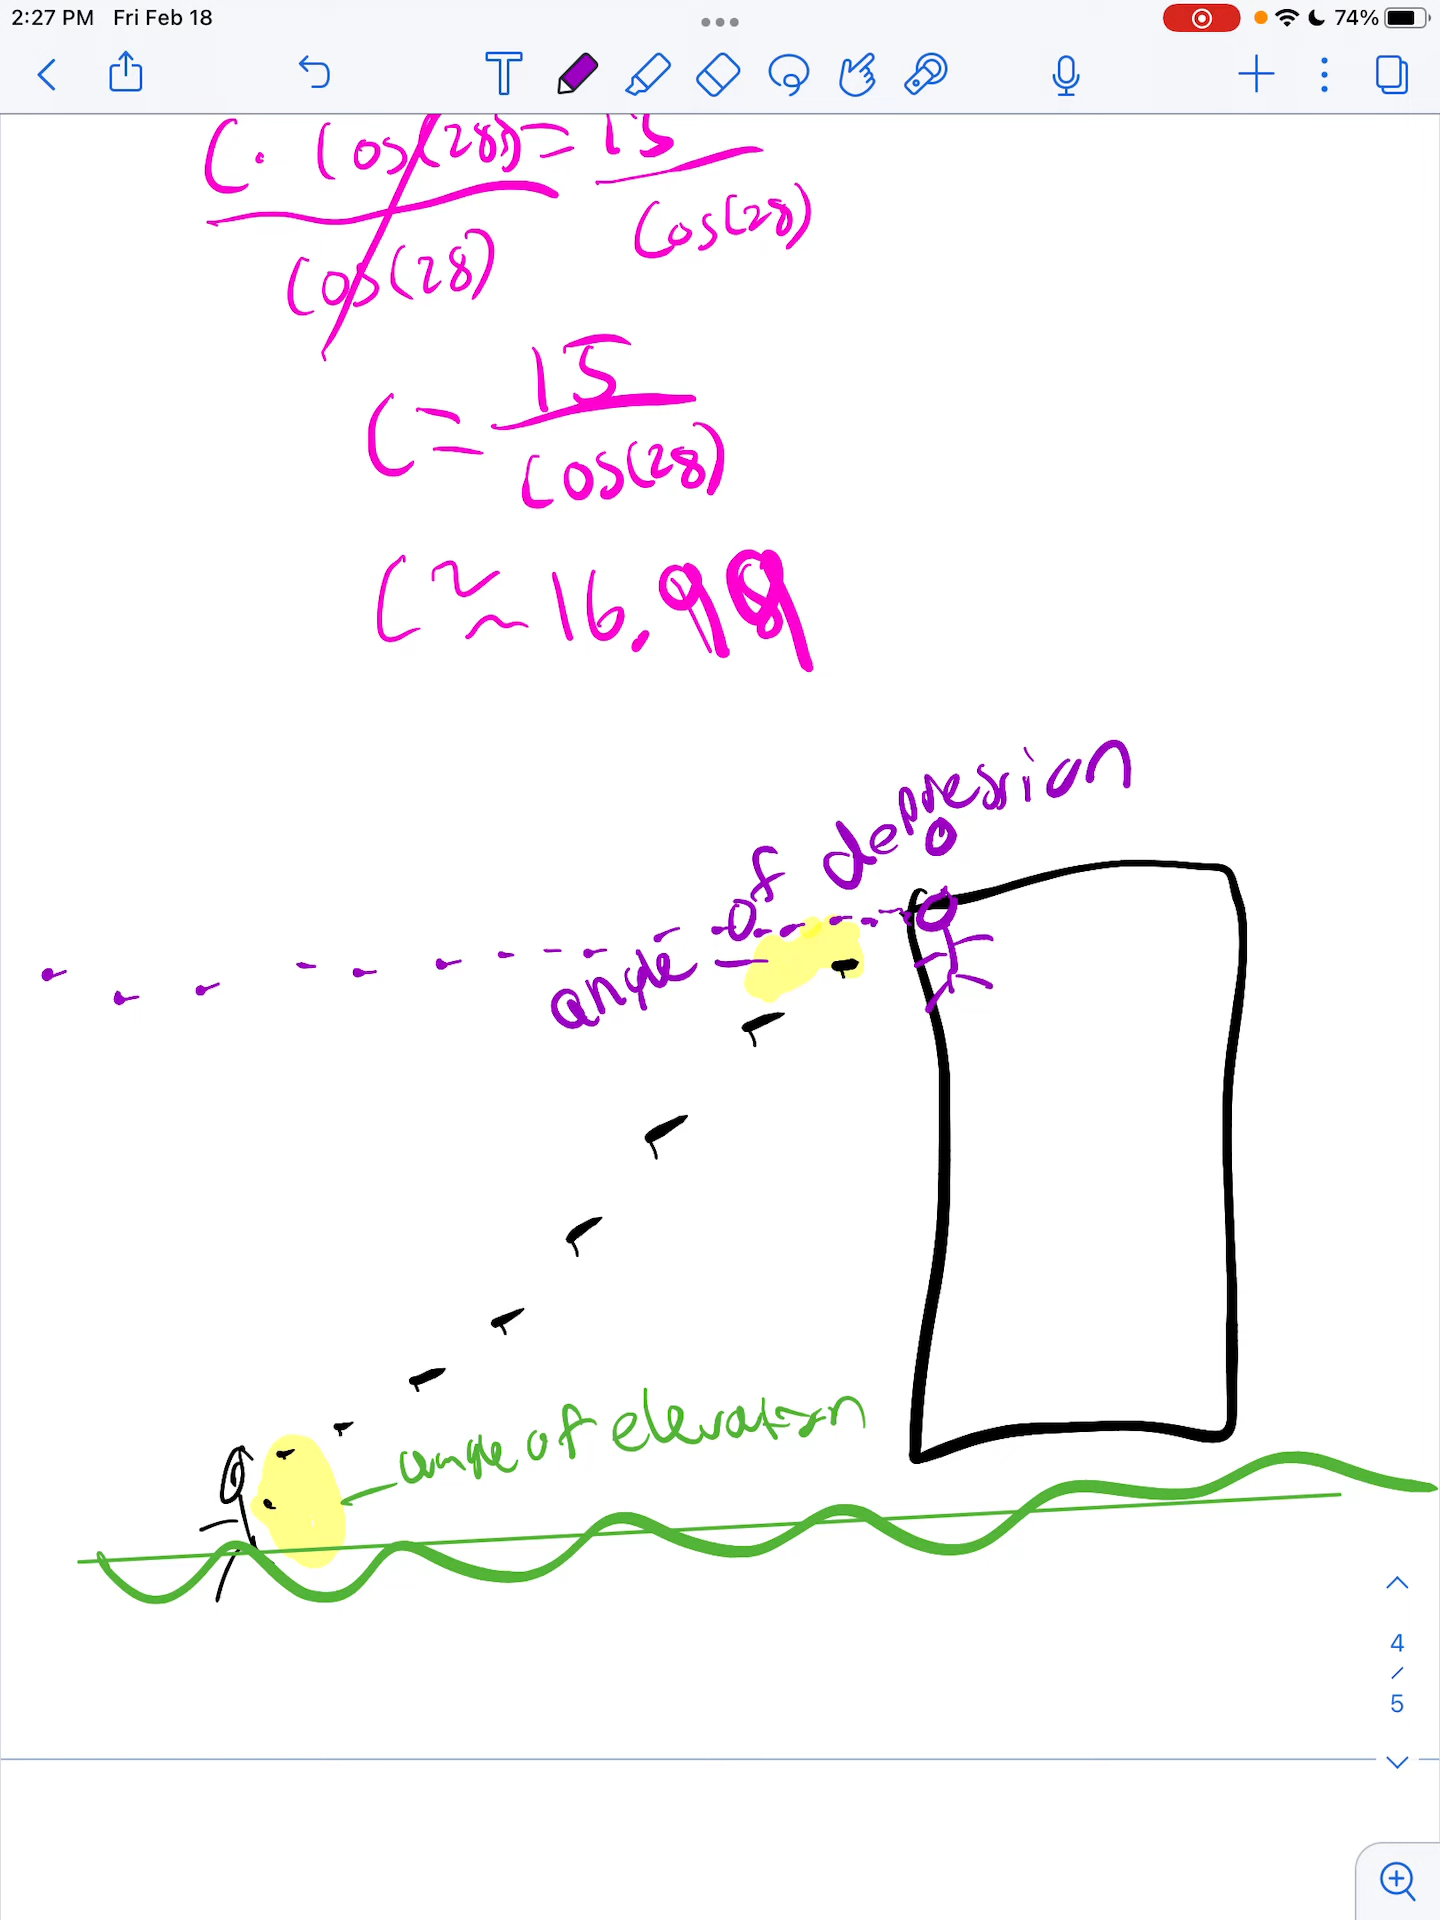 2:27 PM Fri Feb 18
74%
C · Cos(28) = 15
Cos(28) Cos(28)
C = 15
Cos(28)
C ≈ 16.99
angle of depression
angle of elevation
4
/
5